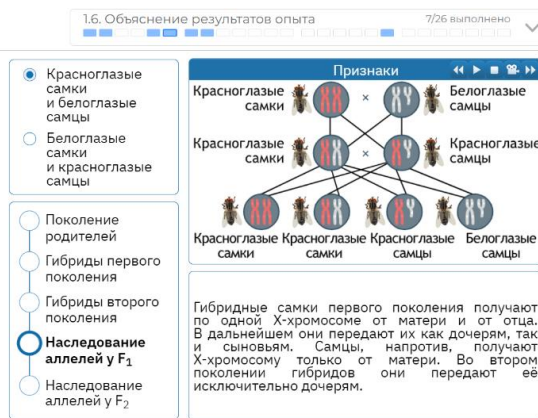 1.6. Объяснение результатов опыта
7/26 выполнено
Красноглазые
самки
и белоглазые
самцы
Белоглазые
самки
и красноглазые
самцы
Поколение
родителей
Гибриды первого
поколения
Гибриды второго
поколения
Наследование
аллелей у F₁
Наследование
аллелей у F₂
Признаки
Красноглазые
самки
×
Белоглазые
самцы
Красноглазые
самки
×
Красноглазые
самцы
Красноглазые Красноглазые Красноглазые Белоглазые
самки самки самцы самцы
Гибридные самки первого поколения получают
по одной X-хромосоме от матери и от отца.
В дальнейшем они передают их как дочерям, так
и сыновьям. Самцы, напротив, получают
X-хромосому только от матери. Во втором
поколении гибридов они передают её
исключительно дочерям.